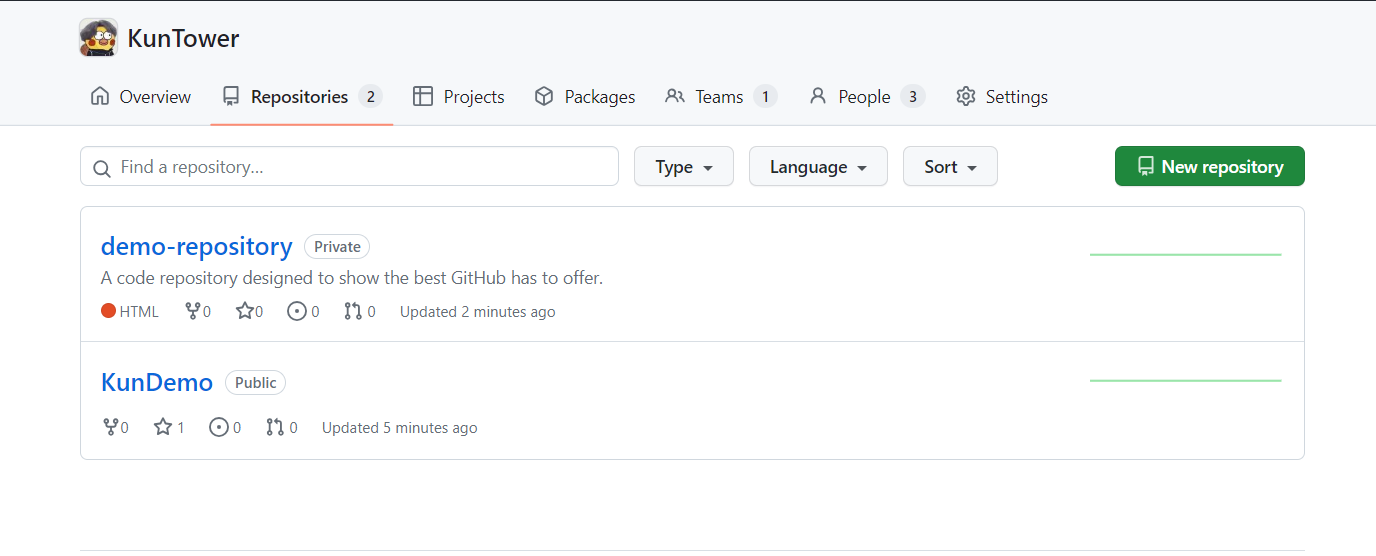 KunTower
Overview Repositories 2 Projects Packages Teams 1 People 3 Settings
Find a repository... Type Language Sort New repository
demo-repository Private
A code repository designed to show the best GitHub has to offer.
HTML 0 0 0 0 Updated 2 minutes ago
KunDemo Public
0 1 0 0 Updated 5 minutes ago